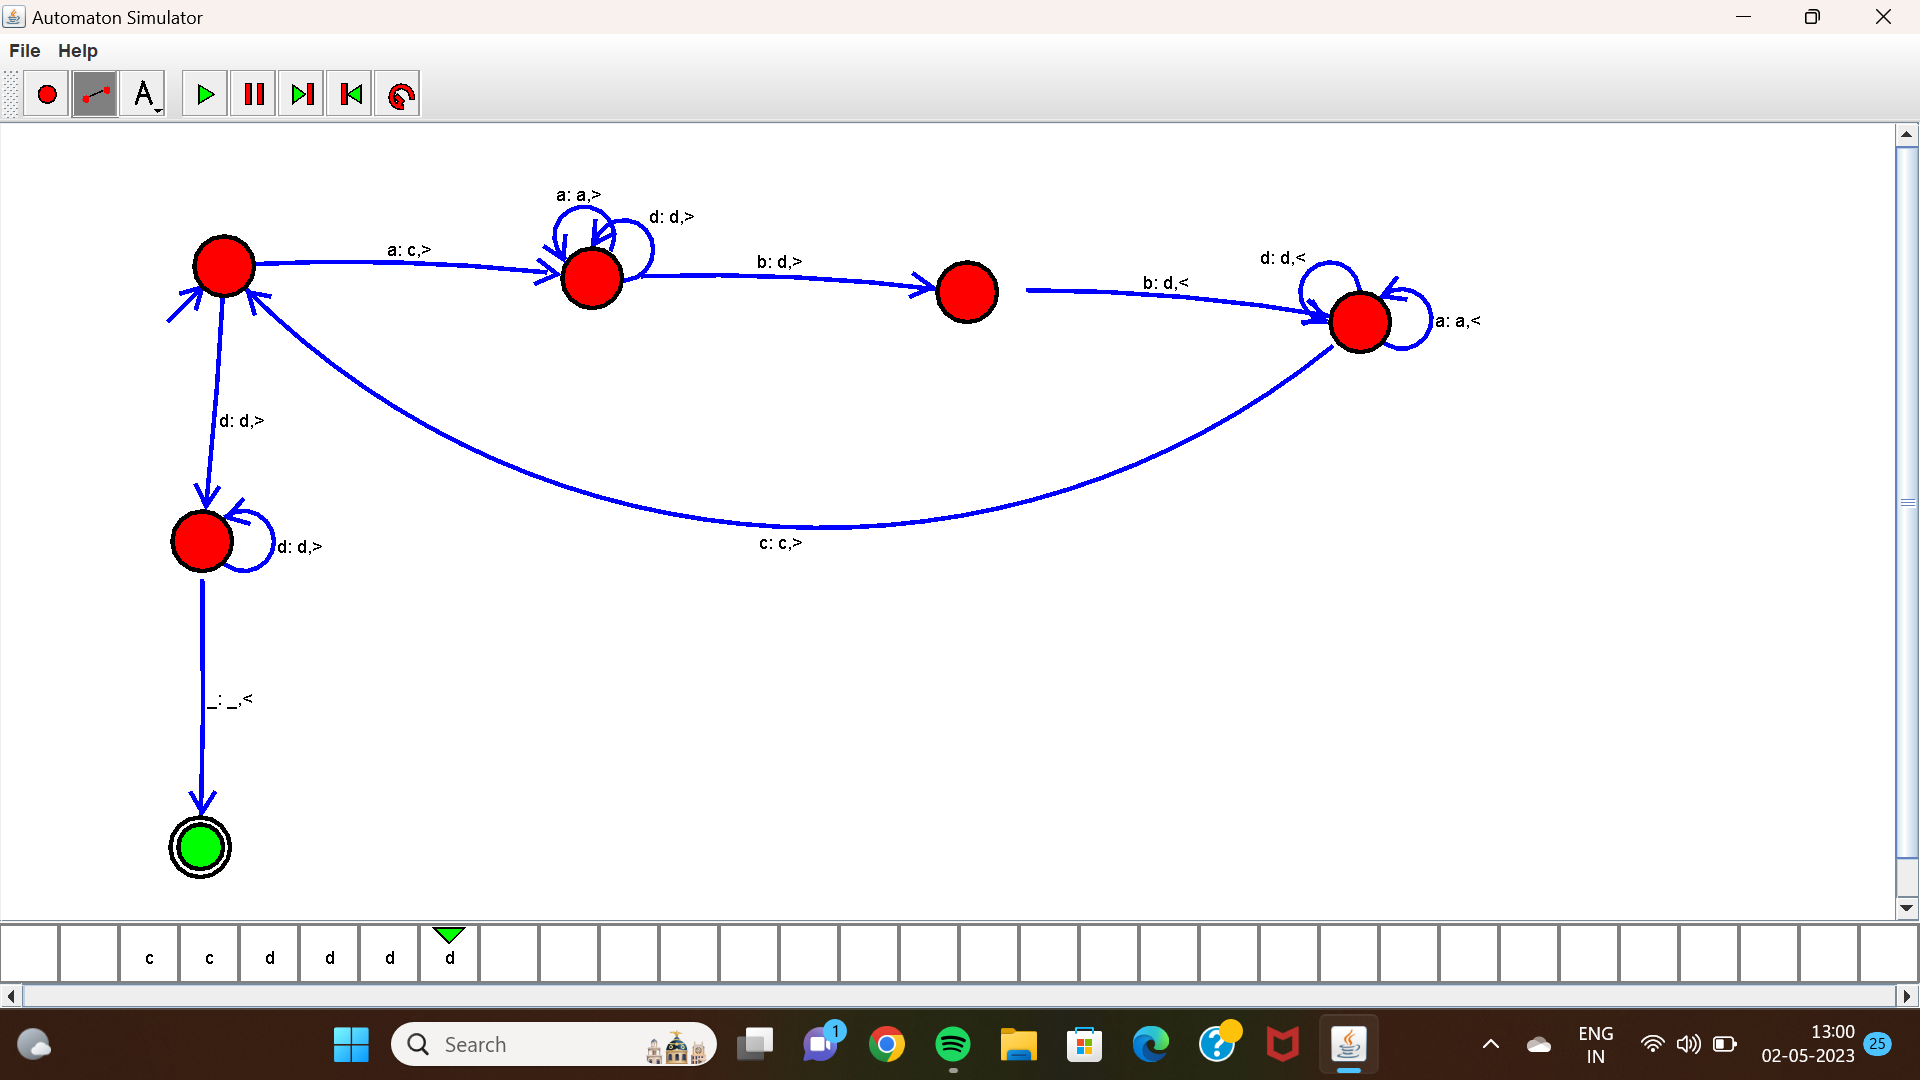 Automaton Simulator
File Help
A
a: a,>
d: d,>
a: c,>
b: d,>
d: d,<
b: d,<
a: a,<
d: d,>
c: c,>
d: d,>
_: _,<
c c d d d d
Search
1
ENG
IN
13:00
02-05-2023
25